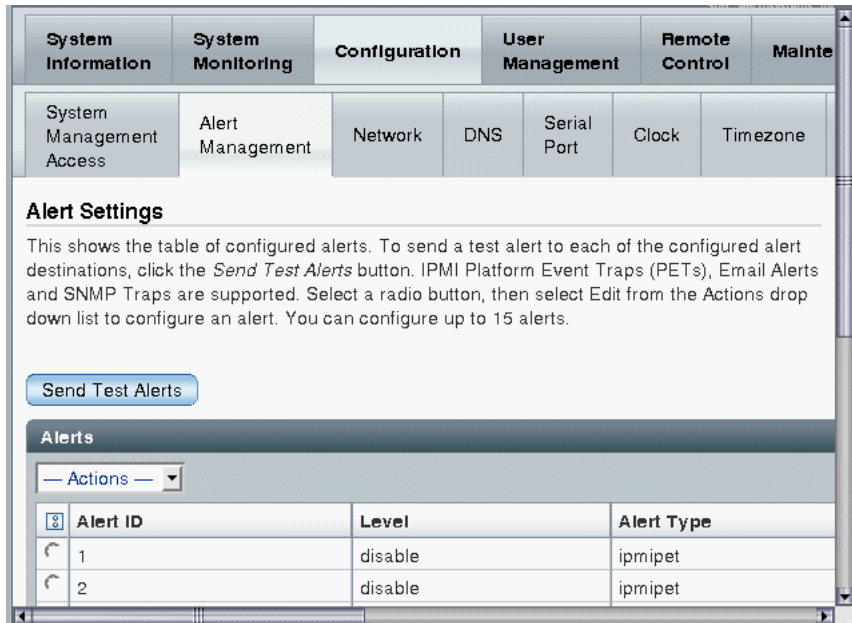 System Information
System Monitoring
Configuration
User Management
Remote Control
Mainte
System Management Access
Alert Management
Network
DNS
Serial Port
Clock
Timezone
Alert Settings
This shows the table of configured alerts. To send a test alert to each of the configured alert
destinations, click the Send Test Alerts button. IPMI Platform Event Traps (PETs), Email Alerts
and SNMP Traps are supported. Select a radio button, then select Edit from the Actions drop
down list to configure an alert. You can configure up to 15 alerts.
Send Test Alerts
Alerts
— Actions —
Alert ID Level Alert Type
1 disable ipmipet
2 disable ipmipet